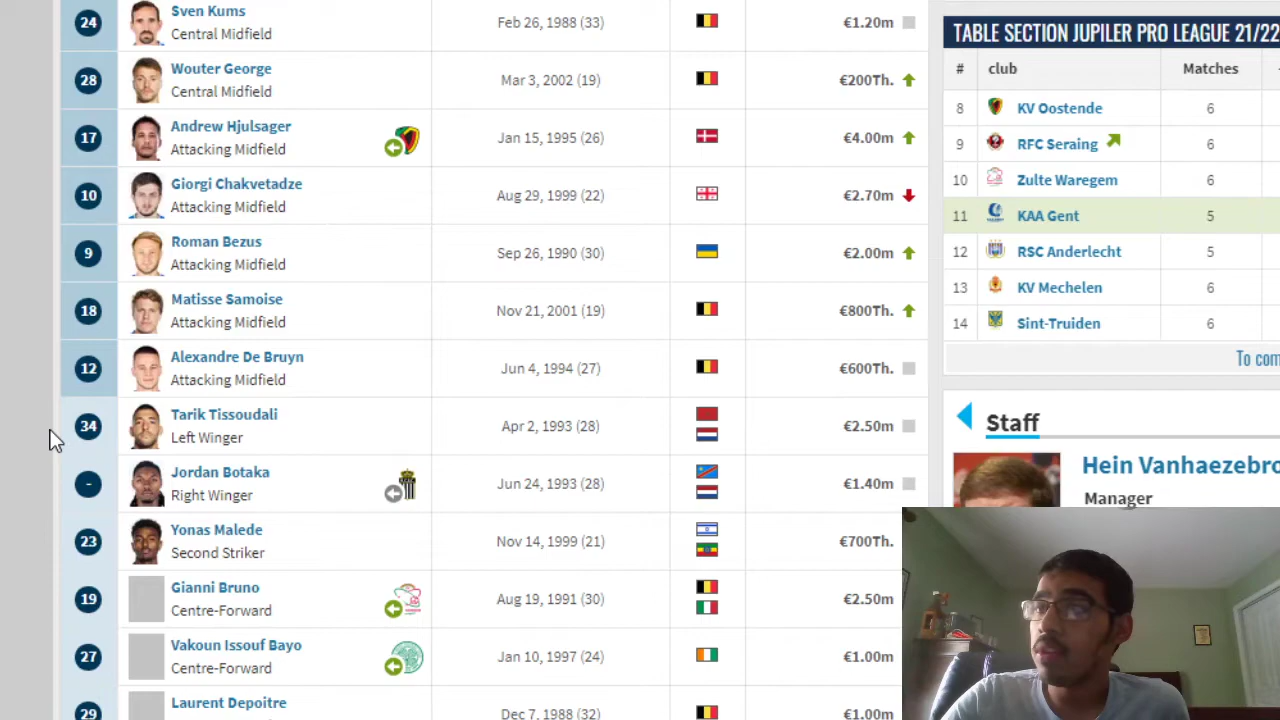 24 Sven Kums Feb 26, 1988 (33) €1.20m
Central Midfield
28 Wouter George Mar 3, 2002 (19) €200Th.
Central Midfield
17 Andrew Hjulsager Jan 15, 1995 (26) €4.00m
Attacking Midfield
10 Giorgi Chakvetadze Aug 29, 1999 (22) €2.70m
Attacking Midfield
9 Roman Bezus Sep 26, 1990 (30) €2.00m
Attacking Midfield
18 Matisse Samoise Nov 21, 2001 (19) €800Th.
Attacking Midfield
12 Alexandre De Bruyn Jun 4, 1994 (27) €600Th.
Attacking Midfield
34 Tarik Tissoudali Apr 2, 1993 (28) €2.50m
Left Winger
- Jordan Botaka Jun 24, 1993 (28) €1.40m
Right Winger
23 Yonas Malede Nov 14, 1999 (21) €700Th.
Second Striker
19 Gianni Bruno Aug 19, 1991 (30) €2.50m
Centre-Forward
27 Vakoun Issouf Bayo Jan 10, 1997 (24) €1.00m
Centre-Forward
29 Laurent Depoitre Dec 7, 1988 (32) €1.00m
TABLE SECTION JUPILER PRO LEAGUE 21/22
# club Matches
8 KV Oostende 6
9 RFC Seraing 6
10 Zulte Waregem 6
11 KAA Gent 5
12 RSC Anderlecht 5
13 KV Mechelen 6
14 Sint-Truiden 6
To com
Staff
Hein Vanhaezebro
Manager